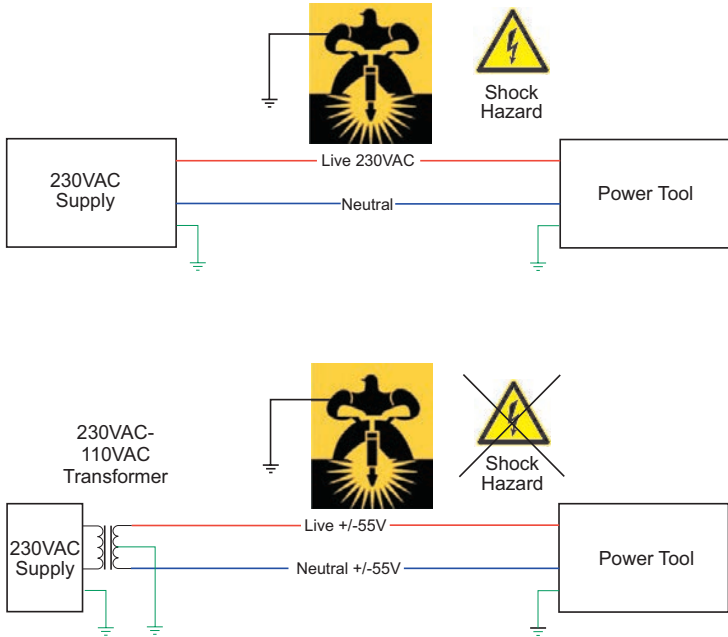 Shock
Hazard
Live 230VAC
230VAC
Supply
Neutral
Power Tool
230VAC-
110VAC
Transformer
Shock
Hazard
Live +/-55V
230VAC
Supply
Neutral +/-55V
Power Tool